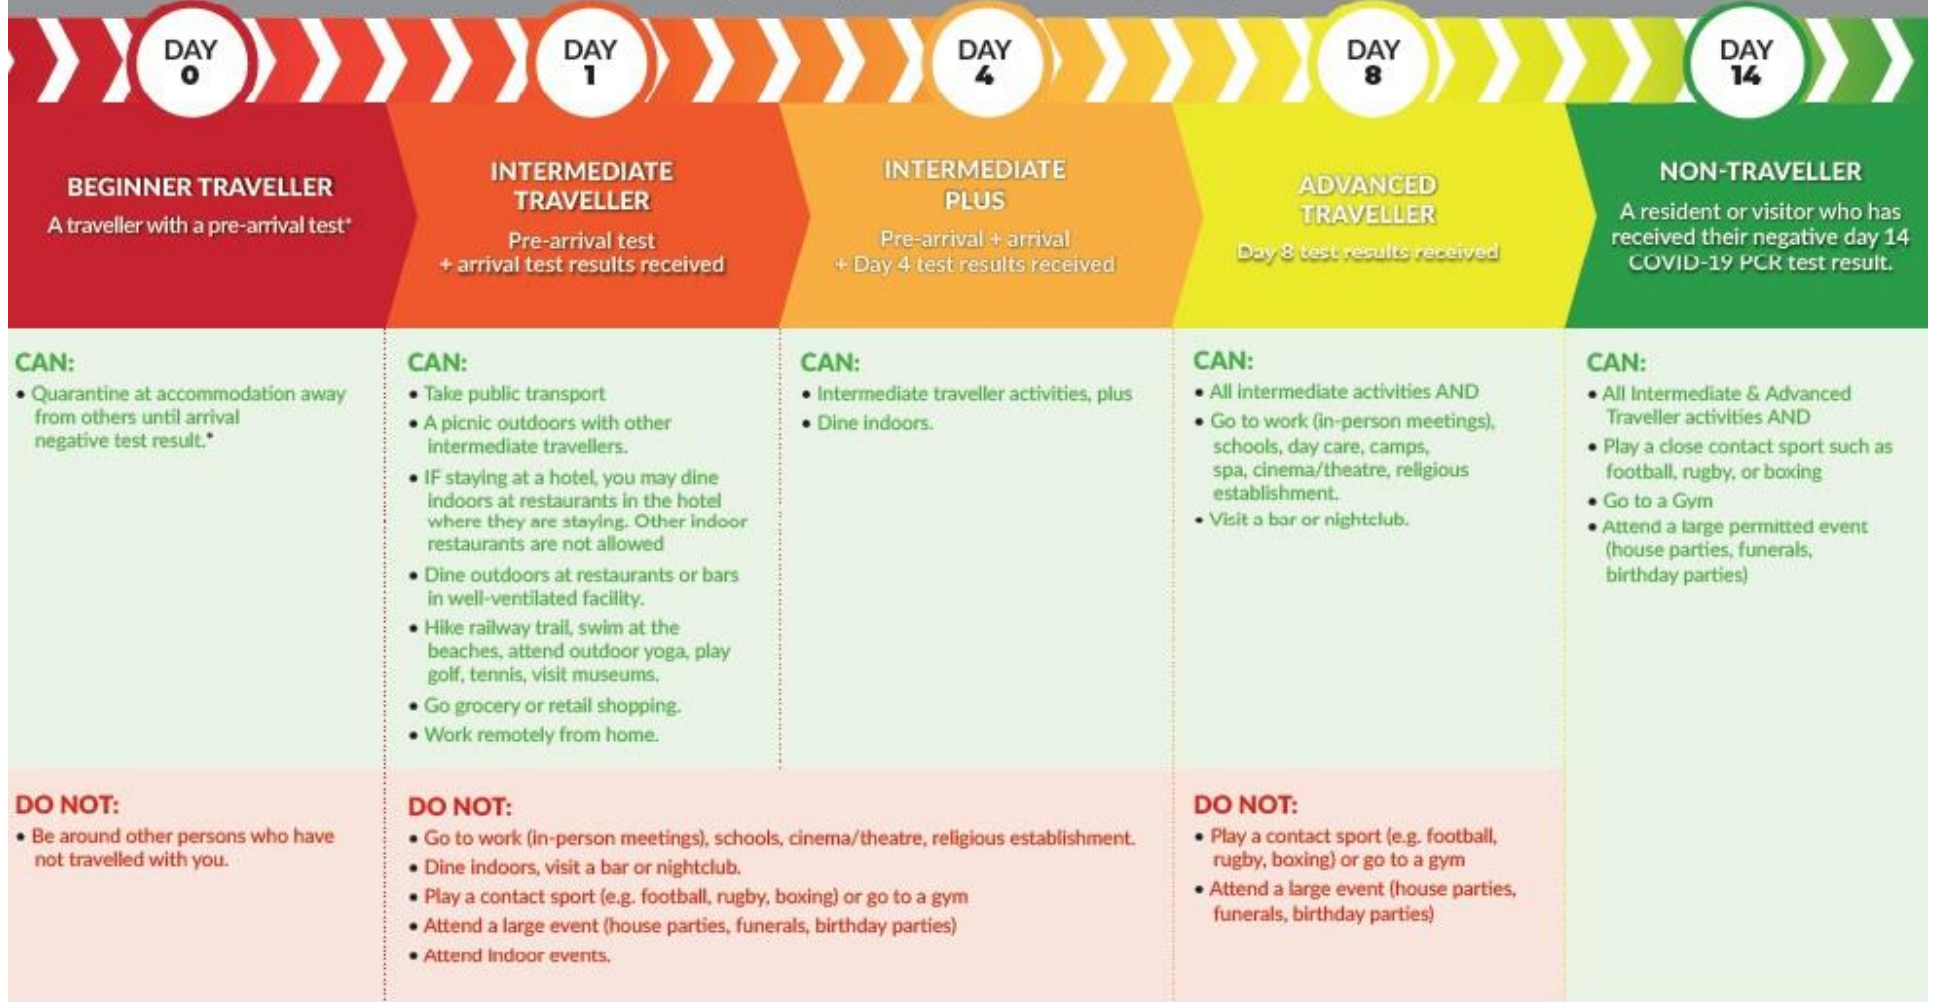 DAY
0
DAY
1
DAY
4
DAY
8
DAY
14
BEGINNER TRAVELLER
A traveller with a pre-arrival test*
INTERMEDIATE
TRAVELLER
Pre-arrival test
+ arrival test results received
INTERMEDIATE
PLUS
Pre-arrival + arrival
+ Day 4 test results received
ADVANCED
TRAVELLER
Day 8 test results received
NON-TRAVELLER
A resident or visitor who has
received their negative day 14
COVID-19 PCR test result.
CAN:
• Quarantine at accommodation away
from others until arrival
negative test result.*
CAN:
• Take public transport
• A picnic outdoors with other
intermediate travellers.
• IF staying at a hotel, you may dine
indoors at restaurants in the hotel
where they are staying. Other indoor
restaurants are not allowed
• Dine outdoors at restaurants or bars
in well-ventilated facility.
• Hike railway trail, swim at the
beaches, attend outdoor yoga, play
golf, tennis, visit museums.
• Go grocery or retail shopping.
• Work remotely from home.
CAN:
• Intermediate traveller activities, plus
• Dine indoors.
CAN:
• All intermediate activities AND
• Go to work (in-person meetings),
schools, day care, camps,
spa, cinema/theatre, religious
establishment.
• Visit a bar or nightclub.
CAN:
• All Intermediate & Advanced
Traveller activities AND
• Play a close contact sport such as
football, rugby, or boxing
• Go to a Gym
• Attend a large permitted event
(house parties, funerals,
birthday parties)
DO NOT:
• Be around other persons who have
not travelled with you.
DO NOT:
• Go to work (in-person meetings), schools, cinema/theatre, religious establishment.
• Dine indoors, visit a bar or nightclub.
• Play a contact sport (e.g. football, rugby, boxing) or go to a gym
• Attend a large event (house parties, funerals, birthday parties)
• Attend Indoor events.
DO NOT:
• Play a contact sport (e.g. football,
rugby, boxing) or go to a gym
• Attend a large event (house parties,
funerals, birthday parties)